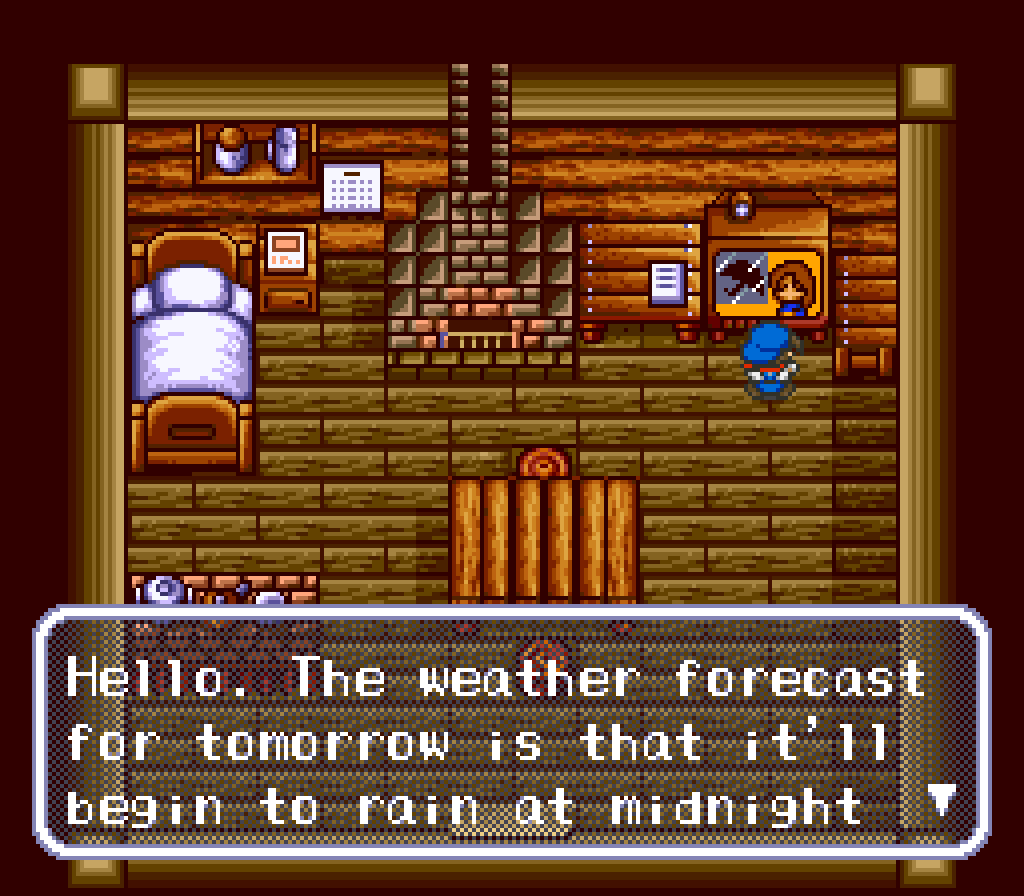 Hello. The weather forecast
for tomorrow is that it'll
begin to rain at midnight